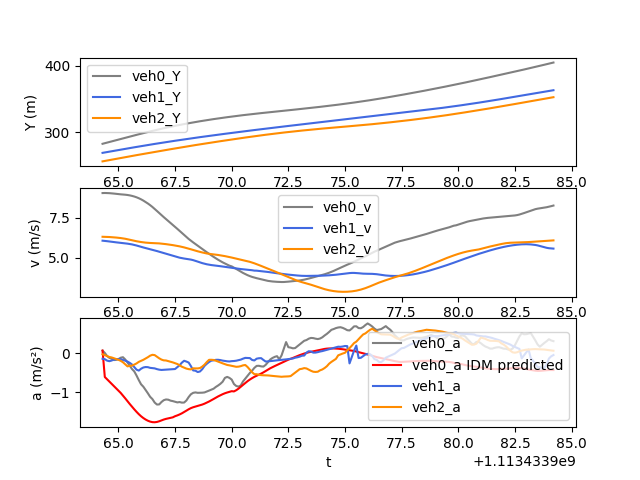 400
300
Y (m)
veh0_Y
veh1_Y
veh2_Y
65.0 67.5 70.0 72.5 75.0 77.5 80.0 82.5 85.0
7.5
5.0
v (m/s)
veh0_v
veh1_v
veh2_v
65.0 67.5 70.0 72.5 75.0 77.5 80.0 82.5 85.0
0
−1
a (m/s²)
veh0_a
veh0_a IDM predicted
veh1_a
veh2_a
65.0 67.5 70.0 72.5 75.0 77.5 80.0 82.5 85.0
t
+1.1134339e9